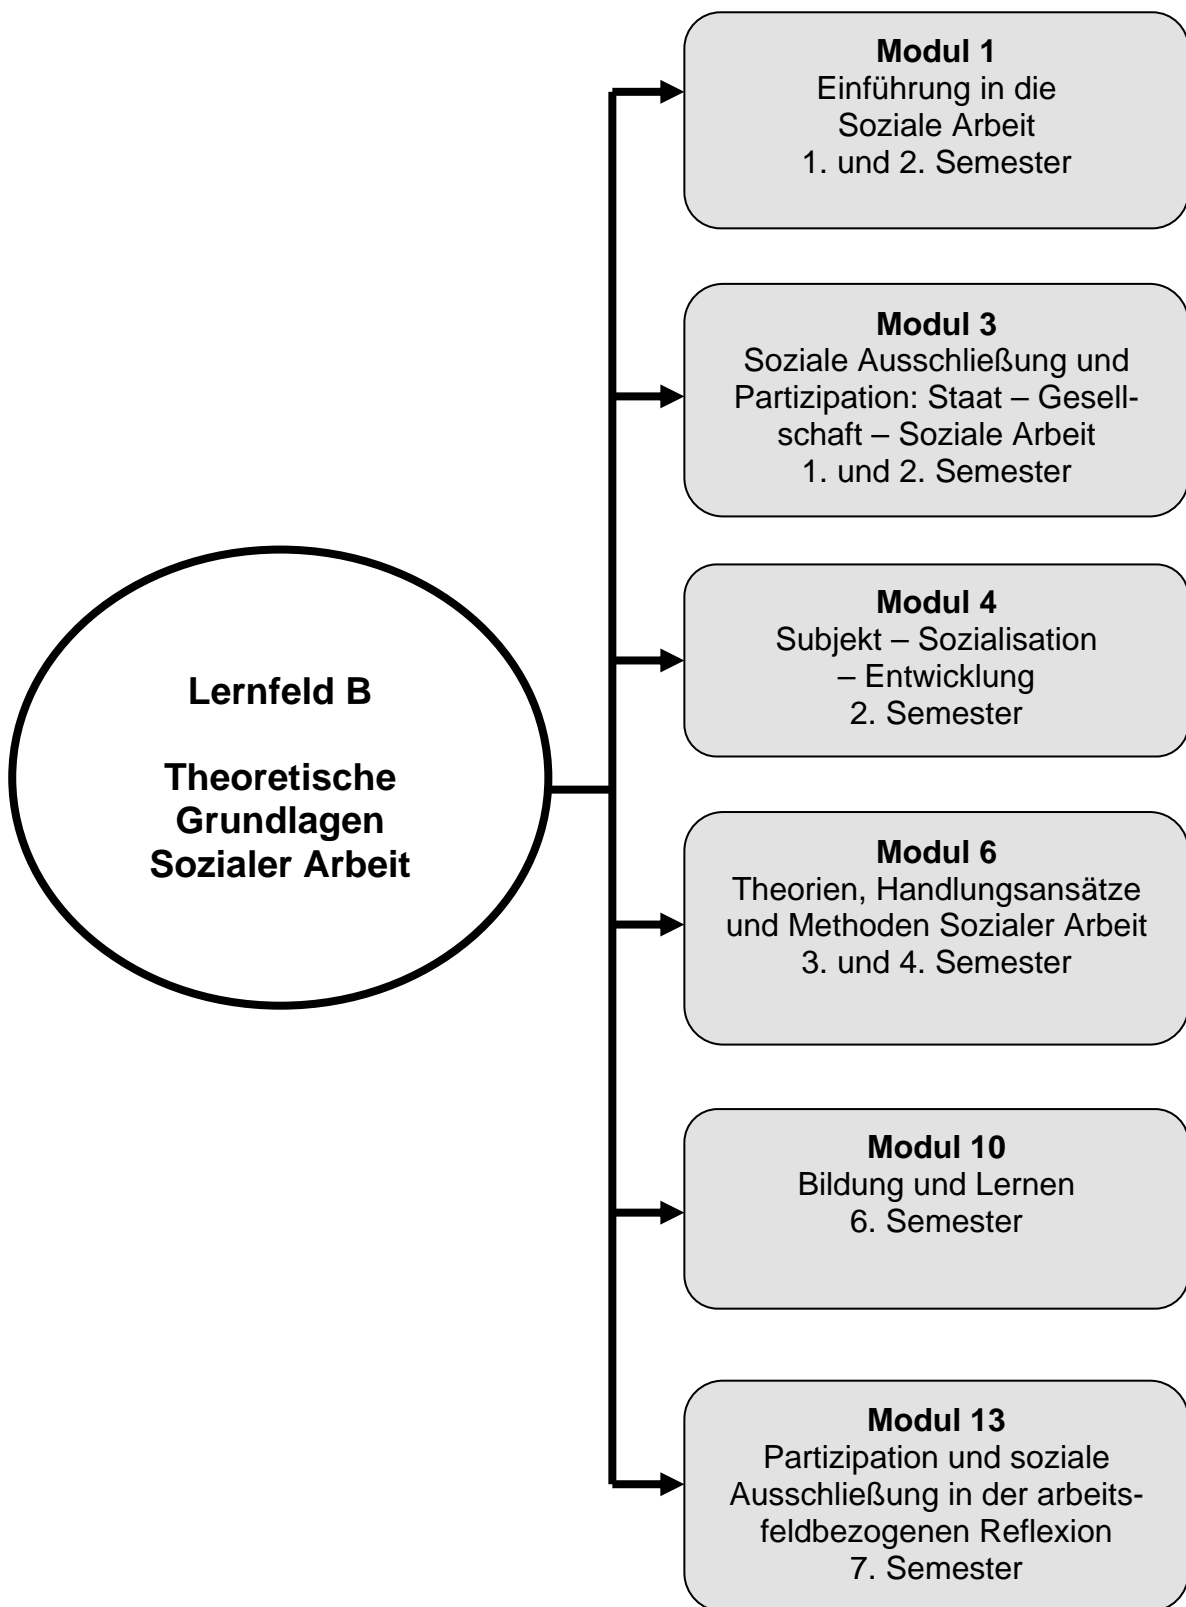 Modul 1
Einführung in die
Soziale Arbeit
1. und 2. Semester
Modul 3
Soziale Ausschließung und
Partizipation: Staat – Gesell-
schaft – Soziale Arbeit
1. und 2. Semester
Modul 4
Subjekt – Sozialisation
– Entwicklung
2. Semester
Lernfeld B
Theoretische
Grundlagen
Sozialer Arbeit
Modul 6
Theorien, Handlungsansätze
und Methoden Sozialer Arbeit
3. und 4. Semester
Modul 10
Bildung und Lernen
6. Semester
Modul 13
Partizipation und soziale
Ausschließung in der arbeits-
feldbezogenen Reflexion
7. Semester